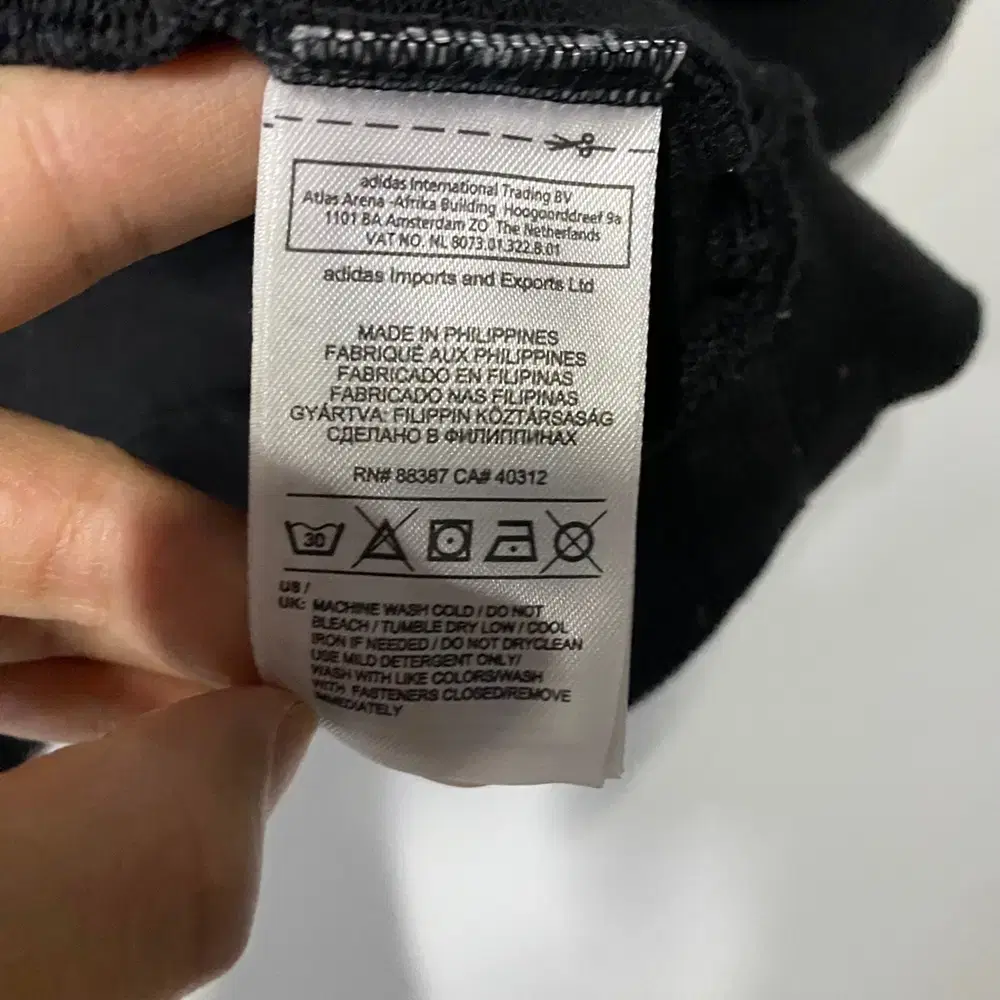 adidas International Trading BV
Atlas Arena -Afrika Building Hoogoorddreef 9a
1101 BA Amsterdam ZO The Netherlands
VAT NO. NL 8073.01.322.B.01
adidas Imports and Exports Ltd
MADE IN PHILIPPINES
FABRIQUÉ AUX PHILIPPINES
FABRICADO EN FILIPINAS
FABRICADO NAS FILIPINAS
GYÁRTVA: FILIPPIN KÖZTÁRSASÁG
СДЕЛАНО В ФИЛИППИНАХ
RN# 88387 CA# 40312
30
US /
UK: MACHINE WASH COLD / DO NOT
BLEACH / TUMBLE DRY LOW / COOL
IRON IF NEEDED / DO NOT DRYCLEAN
USE MILD DETERGENT ONLY/
WASH WITH LIKE COLORS/WASH
WITH FASTENERS CLOSED/REMOVE
IMMEDIATELY